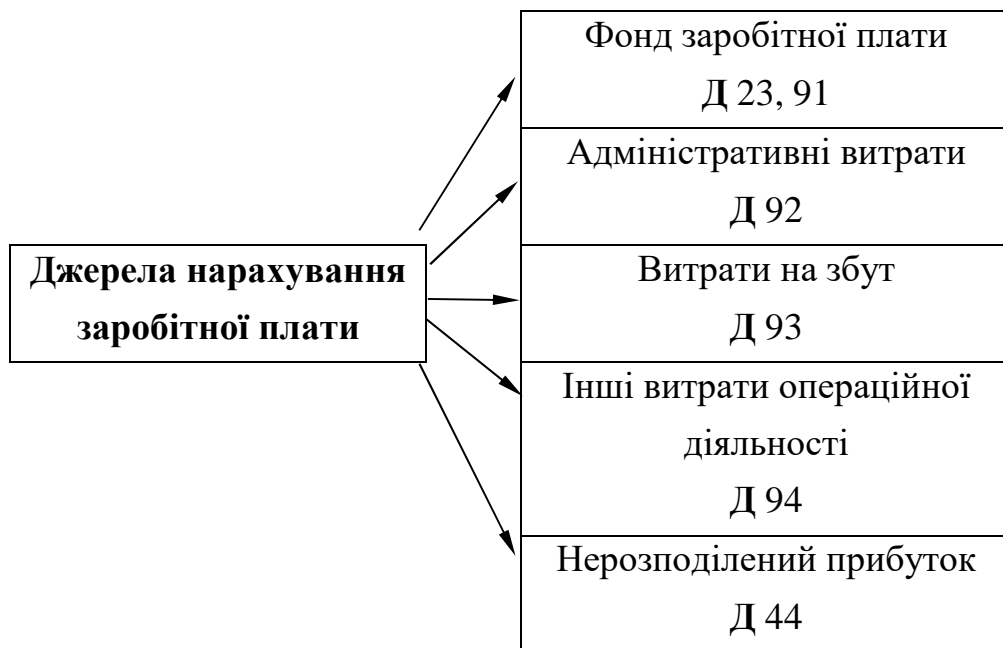 Фонд заробітної плати
Д 23, 91
Адміністративні витрати
Д 92
Джерела нарахування
заробітної плати
Витрати на збут
Д 93
Інші витрати операційної
діяльності
Д 94
Нерозподілений прибуток
Д 44